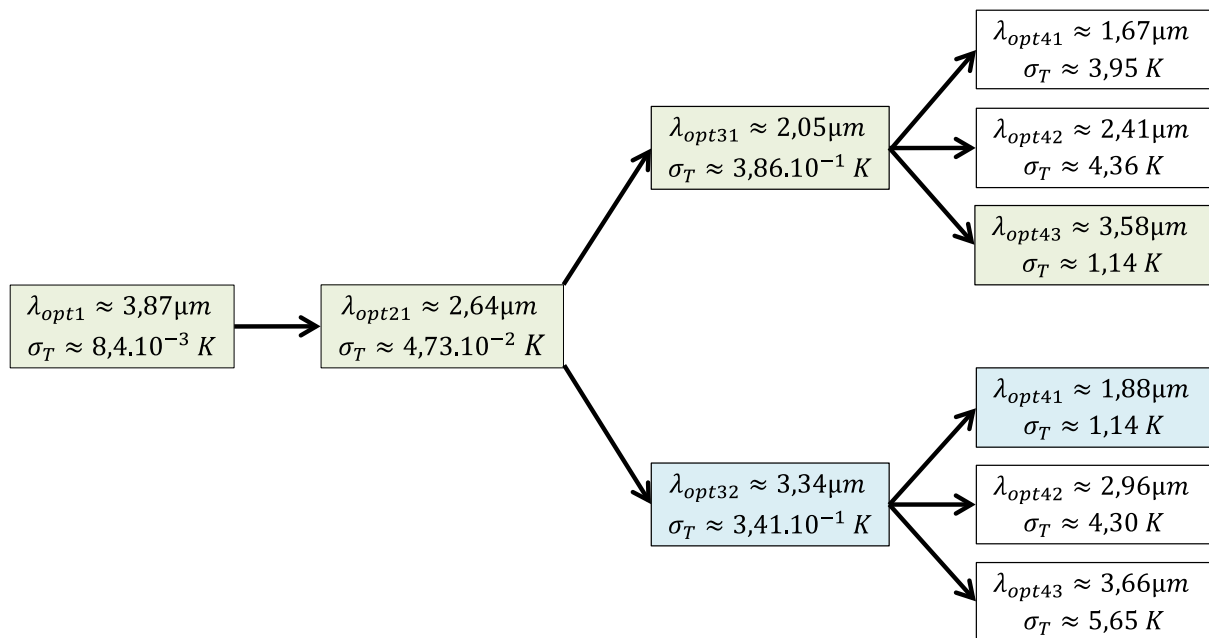 λopt1 ≈ 3,87μm
σT ≈ 8,4.10⁻³ K
λopt21 ≈ 2,64μm
σT ≈ 4,73.10⁻² K
λopt31 ≈ 2,05μm
σT ≈ 3,86.10⁻¹ K
λopt41 ≈ 1,67μm
σT ≈ 3,95 K
λopt42 ≈ 2,41μm
σT ≈ 4,36 K
λopt43 ≈ 3,58μm
σT ≈ 1,14 K
λopt32 ≈ 3,34μm
σT ≈ 3,41.10⁻¹ K
λopt41 ≈ 1,88μm
σT ≈ 1,14 K
λopt42 ≈ 2,96μm
σT ≈ 4,30 K
λopt43 ≈ 3,66μm
σT ≈ 5,65 K